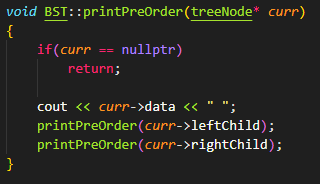 void BST::printPreOrder(treeNode* curr)
{
    if(curr == nullptr)
        return;

    cout << curr->data << " ";
    printPreOrder(curr->leftChild);
    printPreOrder(curr->rightChild);
}